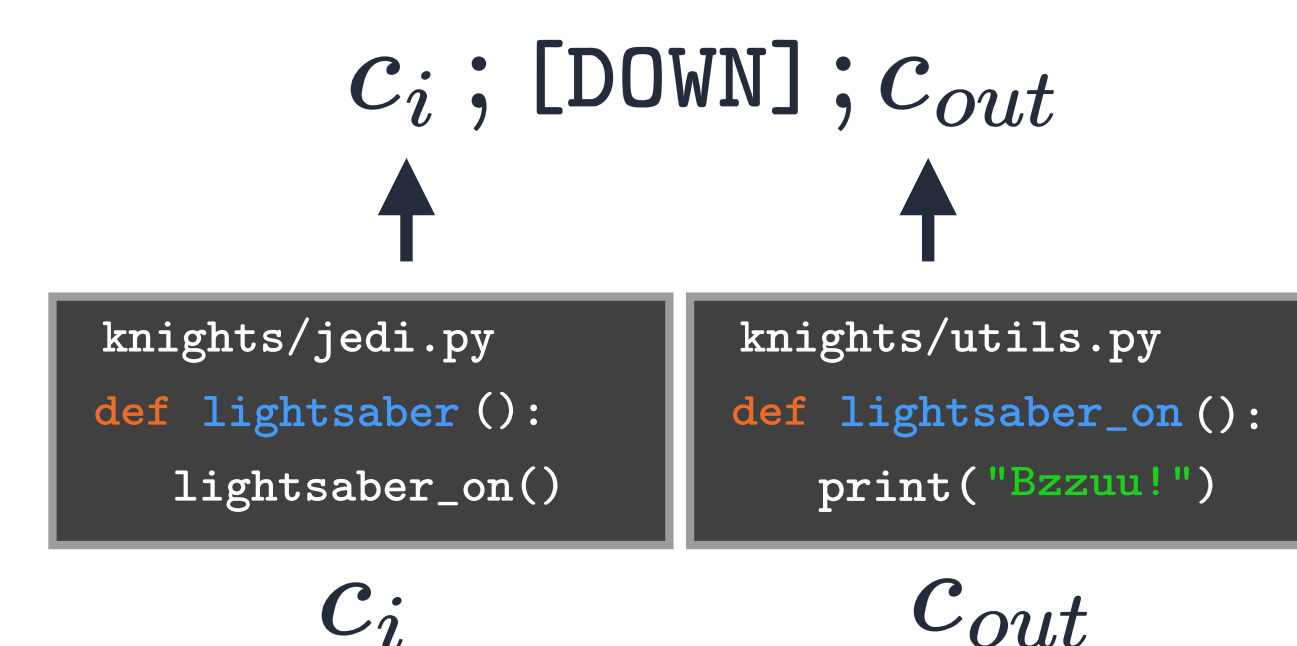 c_i ; [DOWN] ; c_out
knights/jedi.py
def lightsaber():
lightsaber_on()
knights/utils.py
def lightsaber_on():
print("Bzzuu!")
c_i
c_out